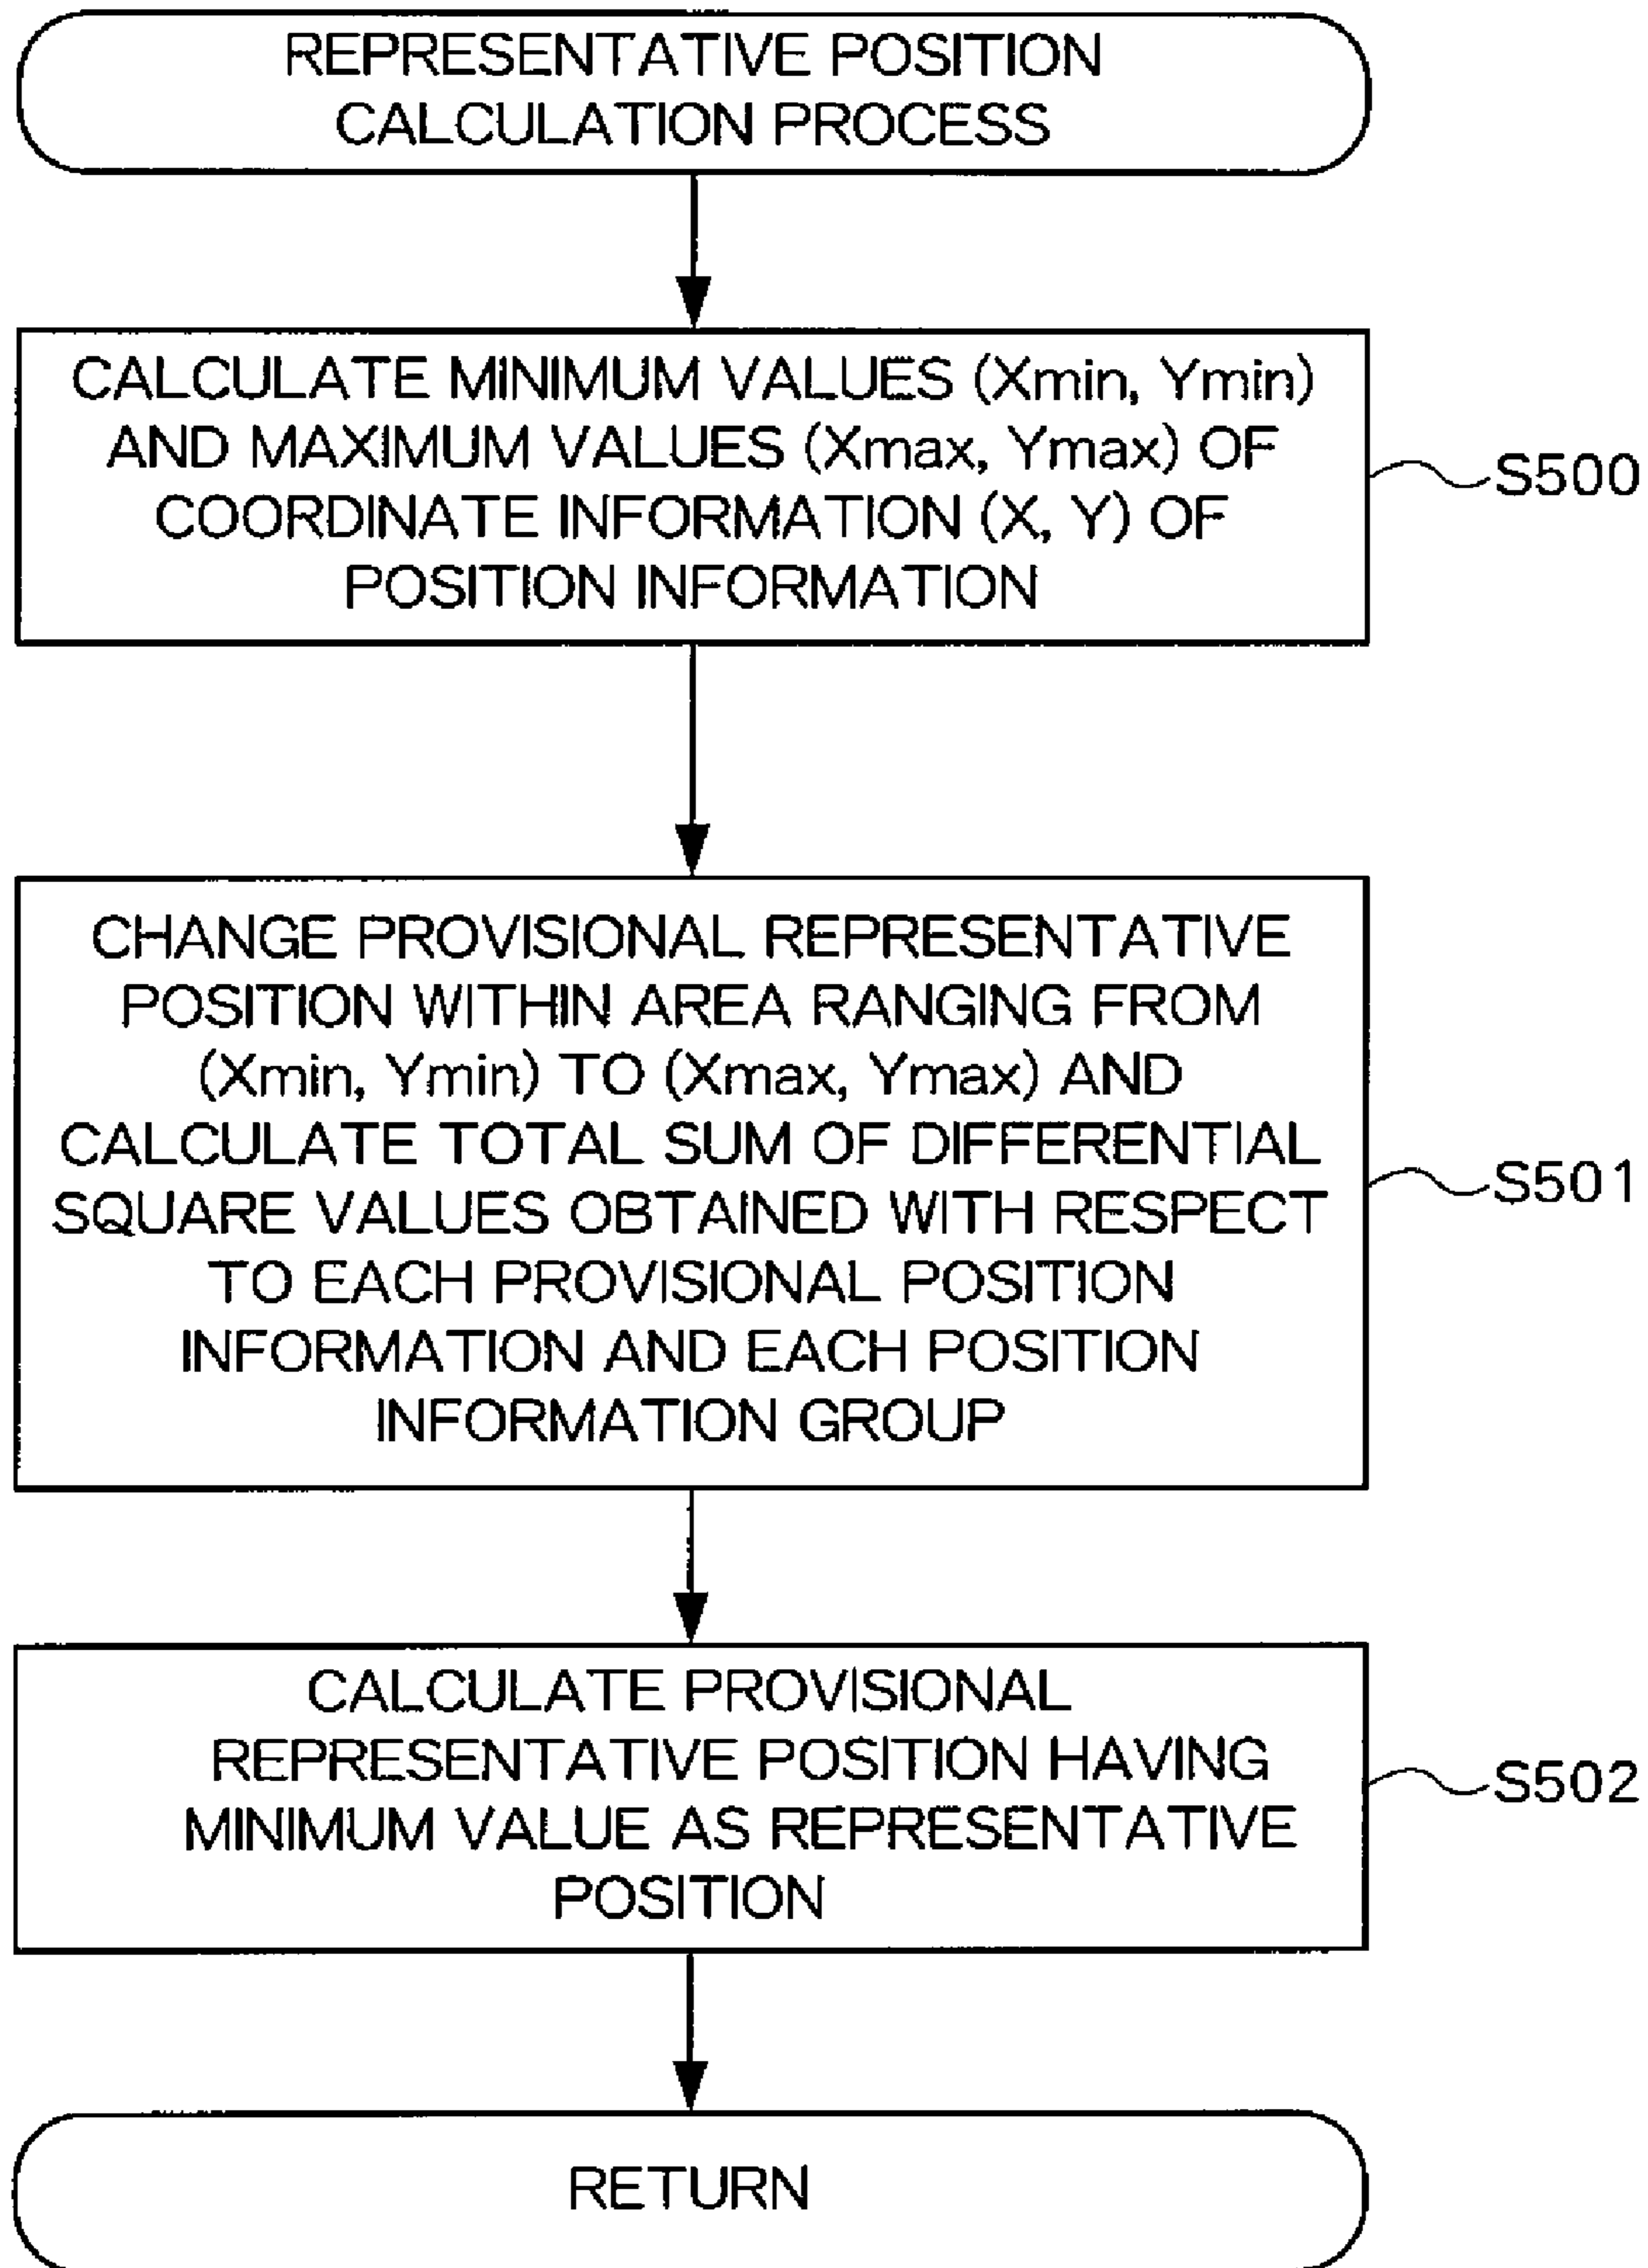 REPRESENTATIVE POSITION
CALCULATION PROCESS
CALCULATE MINIMUM VALUES (Xmin, Ymin)
AND MAXIMUM VALUES (Xmax, Ymax) OF
COORDINATE INFORMATION (X, Y) OF
POSITION INFORMATION
S500
CHANGE PROVISIONAL REPRESENTATIVE
POSITION WITHIN AREA RANGING FROM
(Xmin, Ymin) TO (Xmax, Ymax) AND
CALCULATE TOTAL SUM OF DIFFERENTIAL
SQUARE VALUES OBTAINED WITH RESPECT
TO EACH PROVISIONAL POSITION
INFORMATION AND EACH POSITION
INFORMATION GROUP
S501
CALCULATE PROVISIONAL
REPRESENTATIVE POSITION HAVING
MINIMUM VALUE AS REPRESENTATIVE
POSITION
S502
RETURN